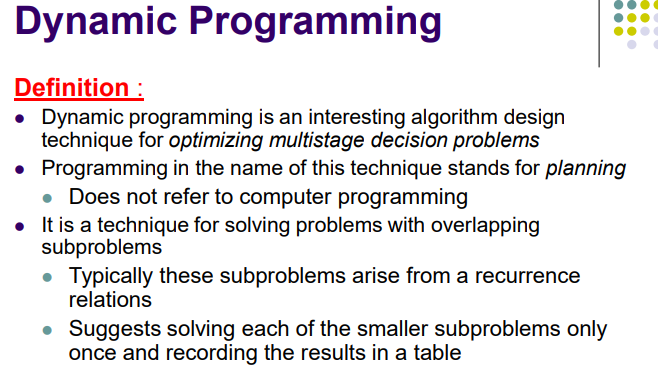 Dynamic Programming
Definition :
• Dynamic programming is an interesting algorithm design
technique for optimizing multistage decision problems
• Programming in the name of this technique stands for planning
• Does not refer to computer programming
• It is a technique for solving problems with overlapping
subproblems
• Typically these subproblems arise from a recurrence
relations
• Suggests solving each of the smaller subproblems only
once and recording the results in a table